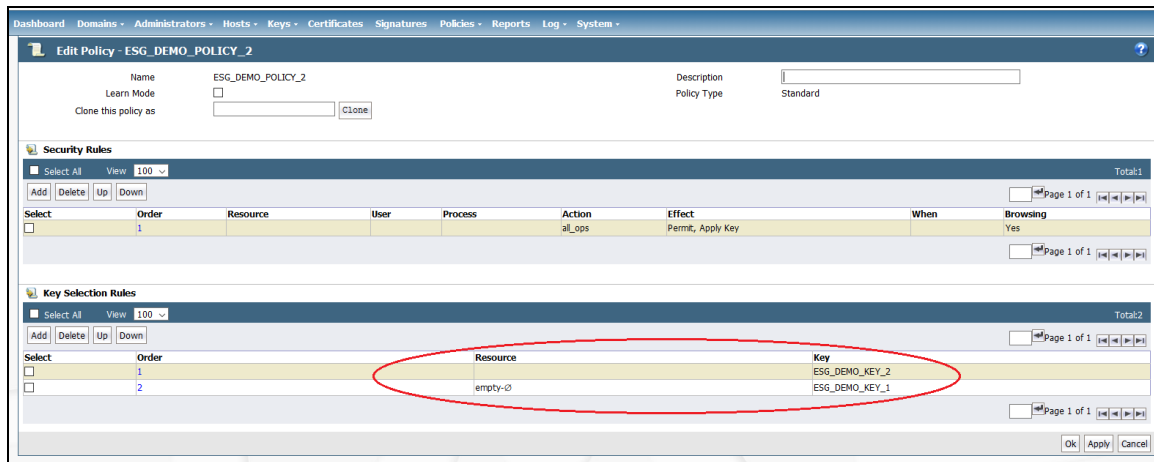 Dashboard Domains Administrators Hosts Keys Certificates Signatures Policies Reports Log System
Edit Policy - ESG_DEMO_POLICY_2 ?
Name ESG_DEMO_POLICY_2 Description
Learn Mode Policy Type Standard
Clone this policy as Clone
Security Rules
Select All View 100 Total:1
Add Delete Up Down Page 1 of 1
Select Order Resource User Process Action Effect When Browsing
1 all_ops Permit, Apply Key Yes
Page 1 of 1
Key Selection Rules
Select All View 100 Total:2
Add Delete Up Down Page 1 of 1
Select Order Resource Key
1 ESG_DEMO_KEY_2
2 empty-∅ ESG_DEMO_KEY_1
Page 1 of 1
Ok Apply Cancel